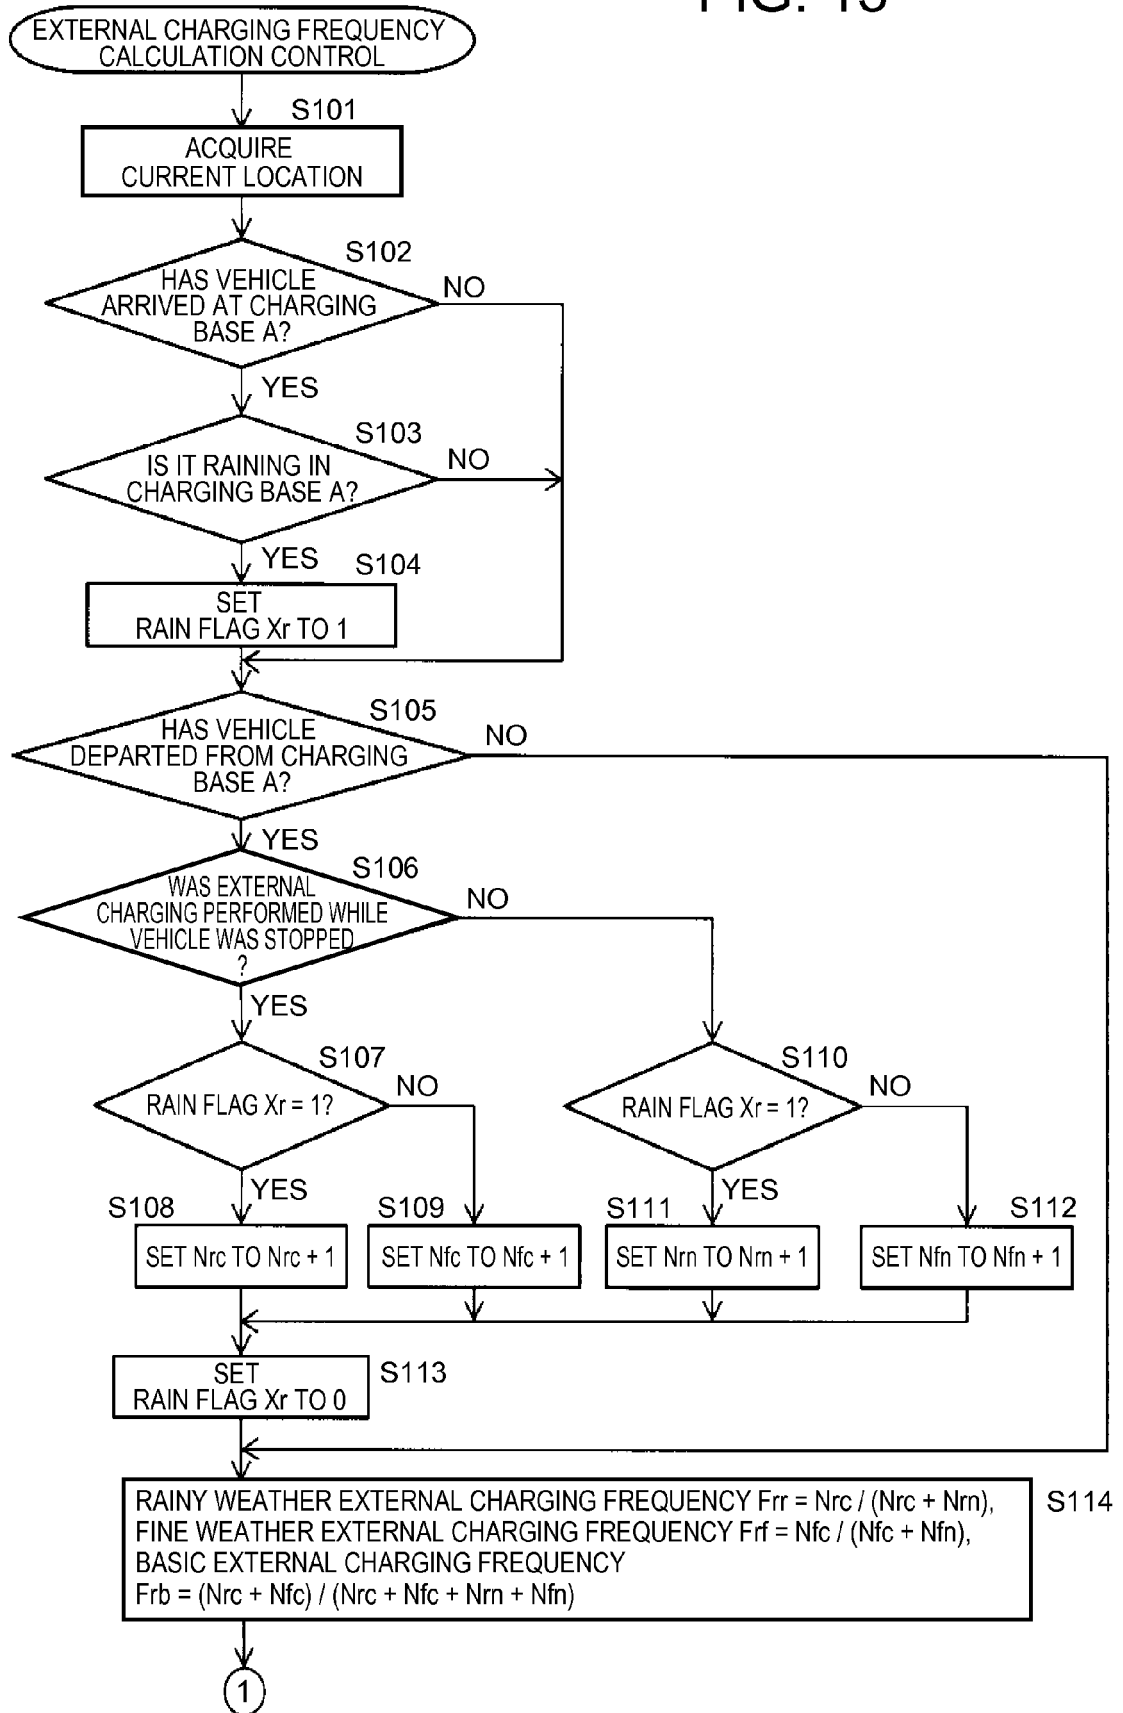 FIG. 13
EXTERNAL CHARGING FREQUENCY
CALCULATION CONTROL
S101
ACQUIRE
CURRENT LOCATION
S102
HAS VEHICLE
ARRIVED AT CHARGING
BASE A?
NO
YES
S103
IS IT RAINING IN
CHARGING BASE A?
NO
YES
S104
SET
RAIN FLAG Xr TO 1
S105
HAS VEHICLE
DEPARTED FROM CHARGING
BASE A?
NO
YES
S106
WAS EXTERNAL
CHARGING PERFORMED WHILE
VEHICLE WAS STOPPED
?
NO
YES
S107
RAIN FLAG Xr = 1?
NO
YES
S110
RAIN FLAG Xr = 1?
NO
YES
S108
SET Nrc TO Nrc + 1
S109
SET Nfc TO Nfc + 1
S111
SET Nrn TO Nrn + 1
S112
SET Nfn TO Nfn + 1
SET
RAIN FLAG Xr TO 0
S113
RAINY WEATHER EXTERNAL CHARGING FREQUENCY Frr = Nrc / (Nrc + Nrn),
FINE WEATHER EXTERNAL CHARGING FREQUENCY Frf = Nfc / (Nfc + Nfn),
BASIC EXTERNAL CHARGING FREQUENCY
Frb = (Nrc + Nfc) / (Nrc + Nfc + Nrn + Nfn)
S114
1